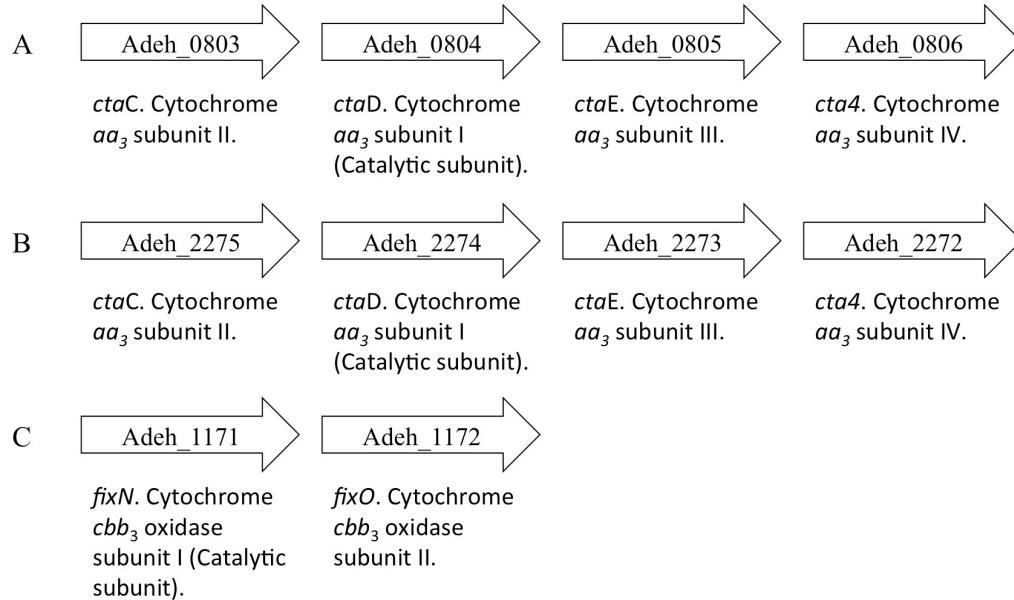 A Adeh_0803 Adeh_0804 Adeh_0805 Adeh_0806
ctaC. Cytochrome aa3 subunit II.
ctaD. Cytochrome aa3 subunit I (Catalytic subunit).
ctaE. Cytochrome aa3 subunit III.
cta4. Cytochrome aa3 subunit IV.
B Adeh_2275 Adeh_2274 Adeh_2273 Adeh_2272
ctaC. Cytochrome aa3 subunit II.
ctaD. Cytochrome aa3 subunit I (Catalytic subunit).
ctaE. Cytochrome aa3 subunit III.
cta4. Cytochrome aa3 subunit IV.
C Adeh_1171 Adeh_1172
fixN. Cytochrome cbb3 oxidase subunit I (Catalytic subunit).
fixO. Cytochrome cbb3 oxidase subunit II.